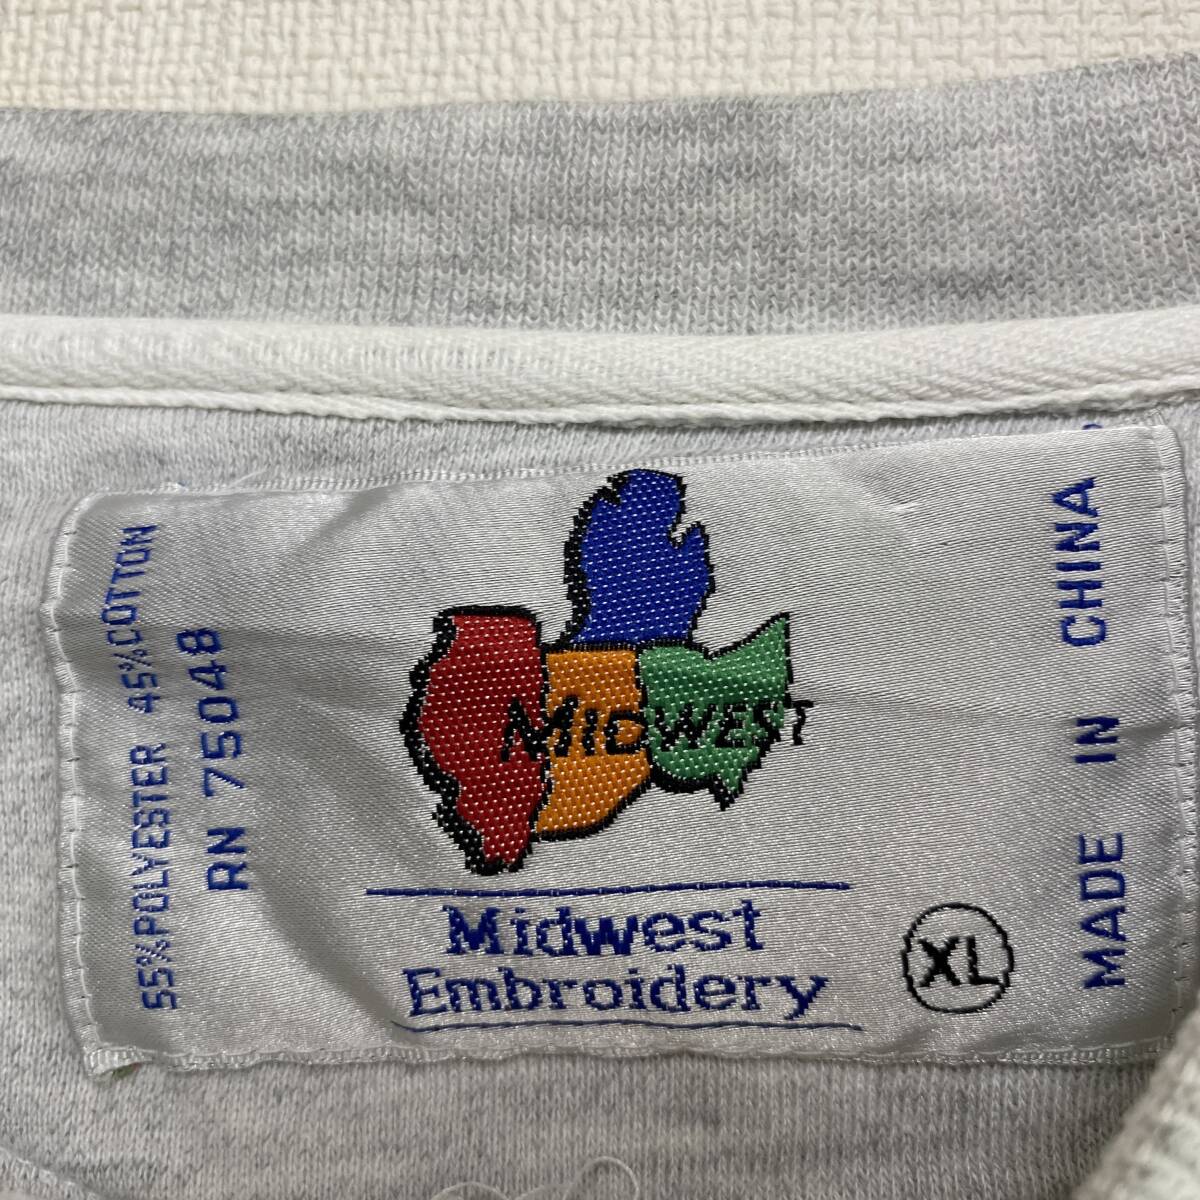 55%POLYESTER 45%COTTON
RN 75048
MIDWEST
Midwest
Embroidery
XL
MADE IN CHINA